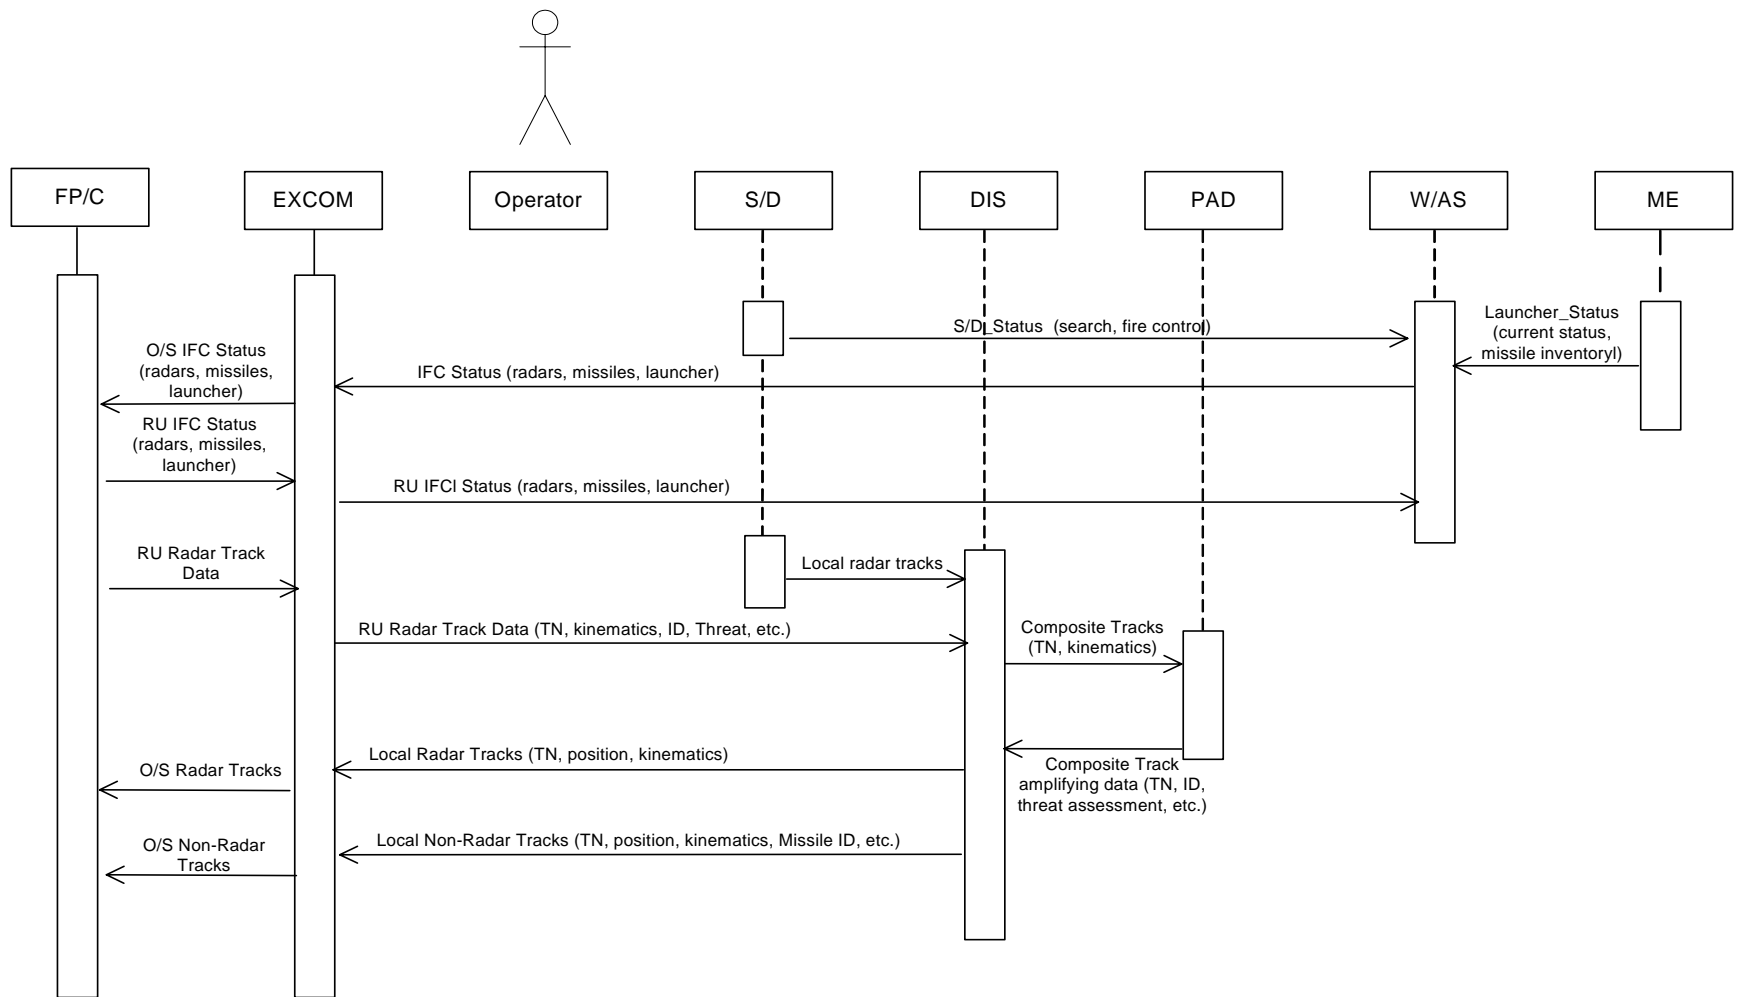 FP/C
EXCOM
Operator
S/D
DIS
PAD
W/AS
ME
S/D_Status (search, fire control)
Launcher_Status
(current status,
missile inventoryl)
O/S IFC Status
(radars, missiles,
launcher)
IFC Status (radars, missiles, launcher)
RU IFC Status
(radars, missiles,
launcher)
RU IFCI Status (radars, missiles, launcher)
RU Radar Track
Data
Local radar tracks
RU Radar Track Data (TN, kinematics, ID, Threat, etc.)
Composite Tracks
(TN, kinematics)
Local Radar Tracks (TN, position, kinematics)
O/S Radar Tracks
Composite Track
amplifying data (TN, ID,
threat assessment, etc.)
Local Non-Radar Tracks (TN, position, kinematics, Missile ID, etc.)
O/S Non-Radar
Tracks